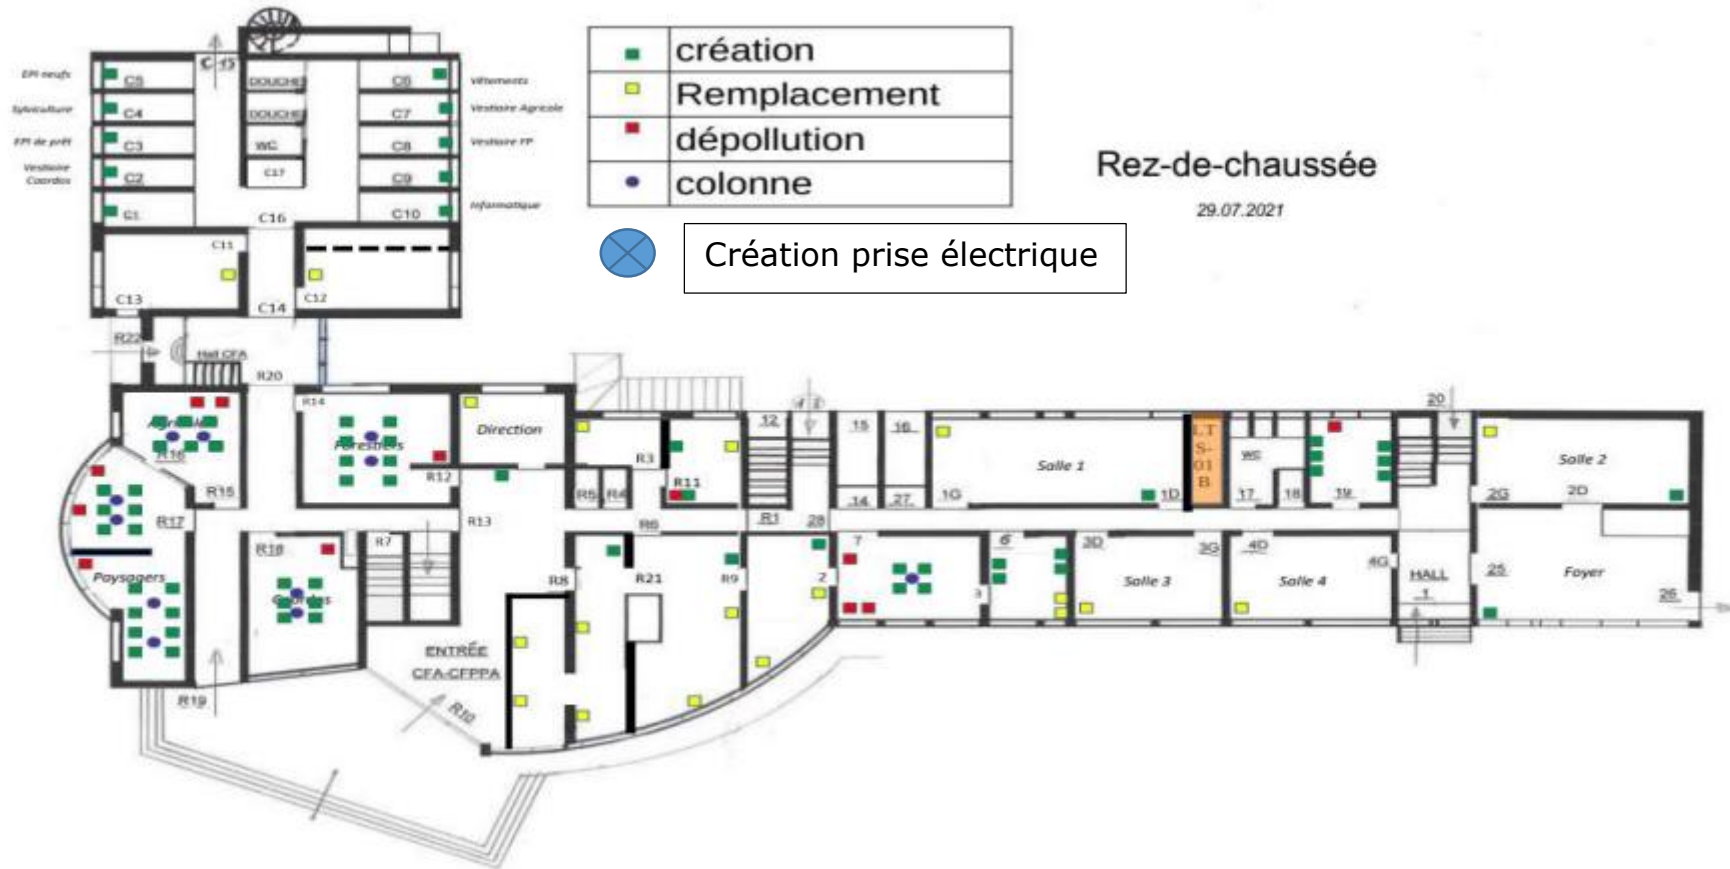 création
Remplacement
dépollution
colonne
Création prise électrique
Rez-de-chaussée
29.07.2021
EPI neufs
C5
DOUCHE
C6
Vêtements
Sylviculture
C4
DOUCHE
C7
Vestiaire Agricole
EPI de prêt
C3
WC
C8
Vestiaire FP
Vestiaire
Coordos
C2
C17
C9
C1
C16
C10
Informatique
C11
C13
C14
C12
R22
Hall CFA
R20
R14
Forestiers
R12
Direction
R16
R15
R17
R18
R7
R13
Paysagers
R19
ENTRÉE
CFA-CFPPA
R10
R3
R5
R4
R11
R6
R1
R8
R21
R9
12
28
15
16
14
27
1G
Salle 1
1D
LT
S-
01
B
WC
17
18
19
20
2G
Salle 2
2D
7
2
3
6
3D
Salle 3
3G
4D
Salle 4
4G
HALL
1
25
Foyer
26